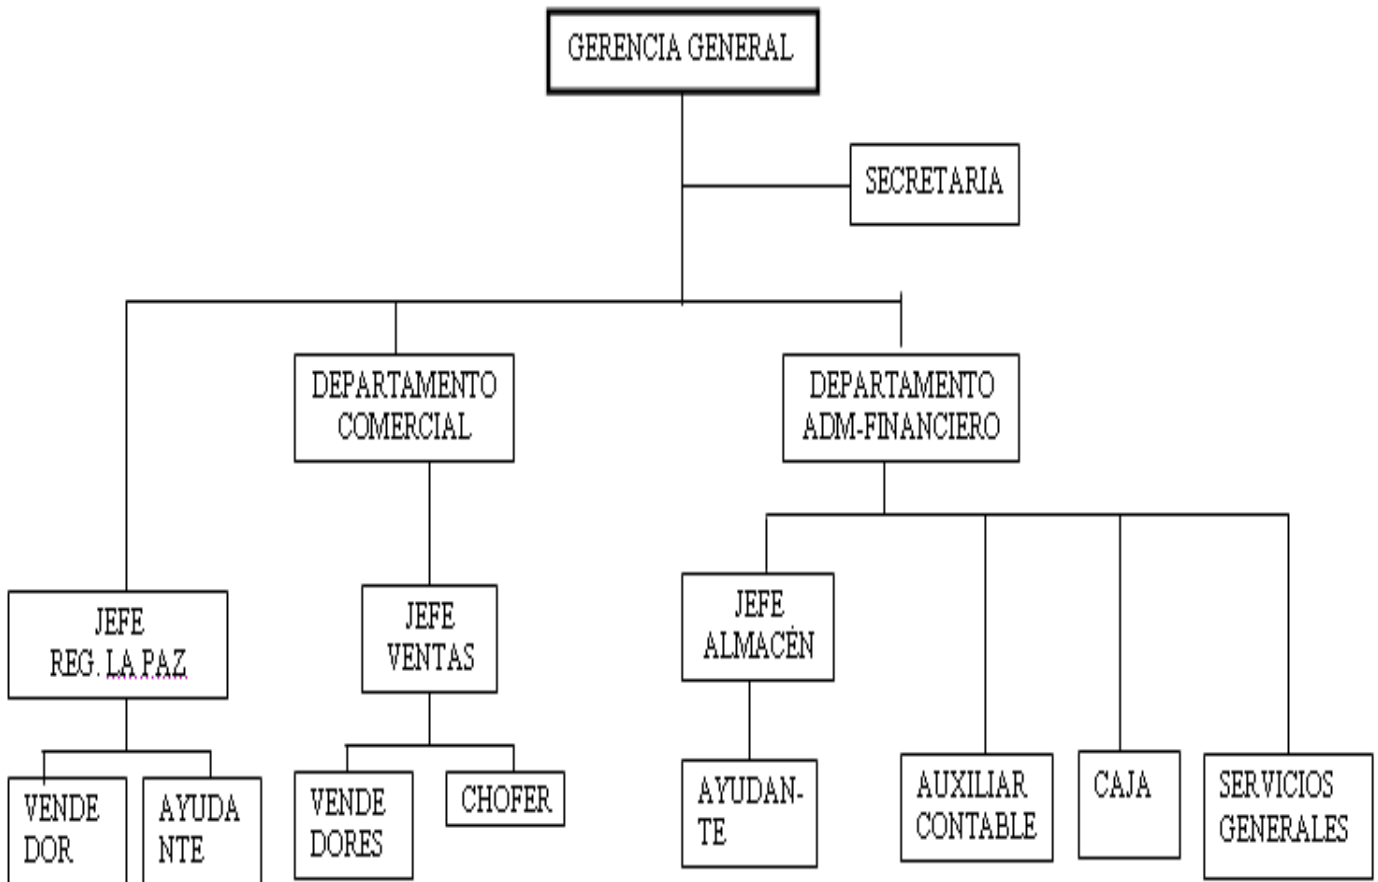 GERENCIA GENERAL
SECRETARIA
DEPARTAMENTO
COMERCIAL
DEPARTAMENTO
ADM-FINANCIERO
JEFE
REG. LA PAZ
JEFE
VENTAS
JEFE
ALMACÉN
VENDE
DOR
AYUDA
NTE
VENDE
DORES
CHOFER
AYUDAN-
TE
AUXILIAR
CONTABLE
CAJA
SERVICIOS
GENERALES